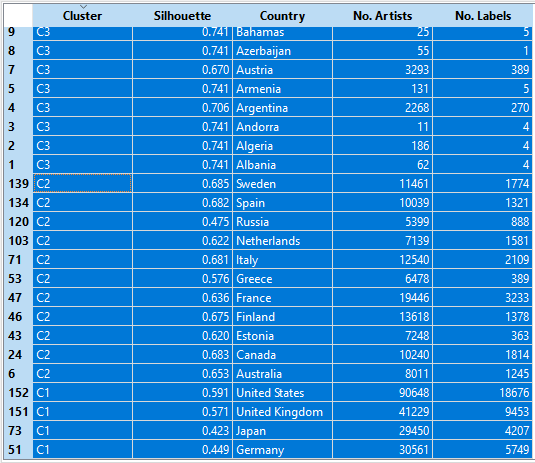 Cluster Silhouette Country No. Artists No. Labels
9 C3 0.741 Bahamas 25 5
8 C3 0.741 Azerbaijan 55 1
7 C3 0.670 Austria 3293 389
5 C3 0.741 Armenia 131 5
4 C3 0.706 Argentina 2268 270
3 C3 0.741 Andorra 11 4
2 C3 0.741 Algeria 186 4
1 C3 0.741 Albania 62 4
139 C2 0.685 Sweden 11461 1774
134 C2 0.682 Spain 10039 1321
120 C2 0.475 Russia 5399 888
103 C2 0.622 Netherlands 7139 1581
71 C2 0.681 Italy 12540 2109
53 C2 0.576 Greece 6478 389
47 C2 0.636 France 19446 3233
46 C2 0.675 Finland 13618 1378
43 C2 0.620 Estonia 7248 363
24 C2 0.683 Canada 10240 1814
6 C2 0.653 Australia 8011 1245
152 C1 0.591 United States 90648 18676
151 C1 0.571 United Kingdom 41229 9453
73 C1 0.423 Japan 29450 4207
51 C1 0.449 Germany 30561 5749